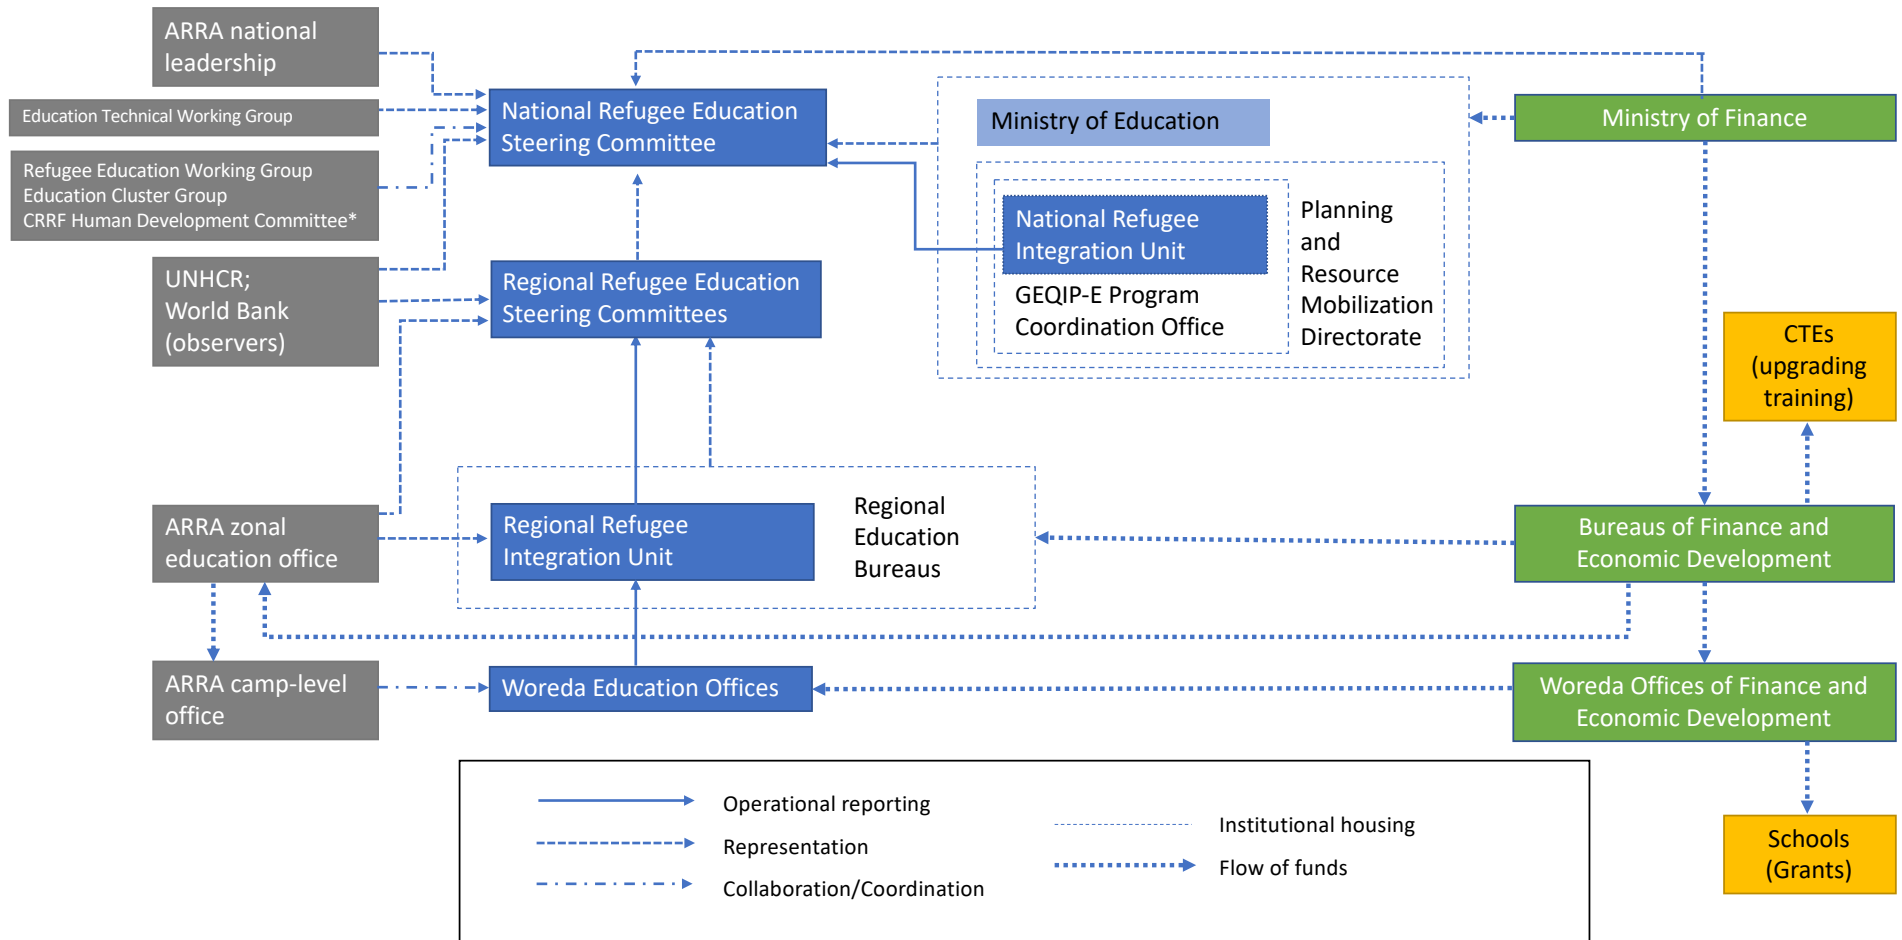 ARRA national
leadership
Education Technical Working Group
Refugee Education Working Group
Education Cluster Group
CRRF Human Development Committee*
UNHCR;
World Bank
(observers)
ARRA zonal
education office
ARRA camp-level
office
National Refugee Education
Steering Committee
Regional Refugee Education
Steering Committees
Regional Refugee
Integration Unit
Regional
Education
Bureaus
Woreda Education Offices
Ministry of Education
National Refugee
Integration Unit
GEQIP-E Program
Coordination Office
Planning
and
Resource
Mobilization
Directorate
Ministry of Finance
CTEs
(upgrading
training)
Bureaus of Finance and
Economic Development
Woreda Offices of Finance and
Economic Development
Schools
(Grants)
Operational reporting
Representation
Collaboration/Coordination
Institutional housing
Flow of funds